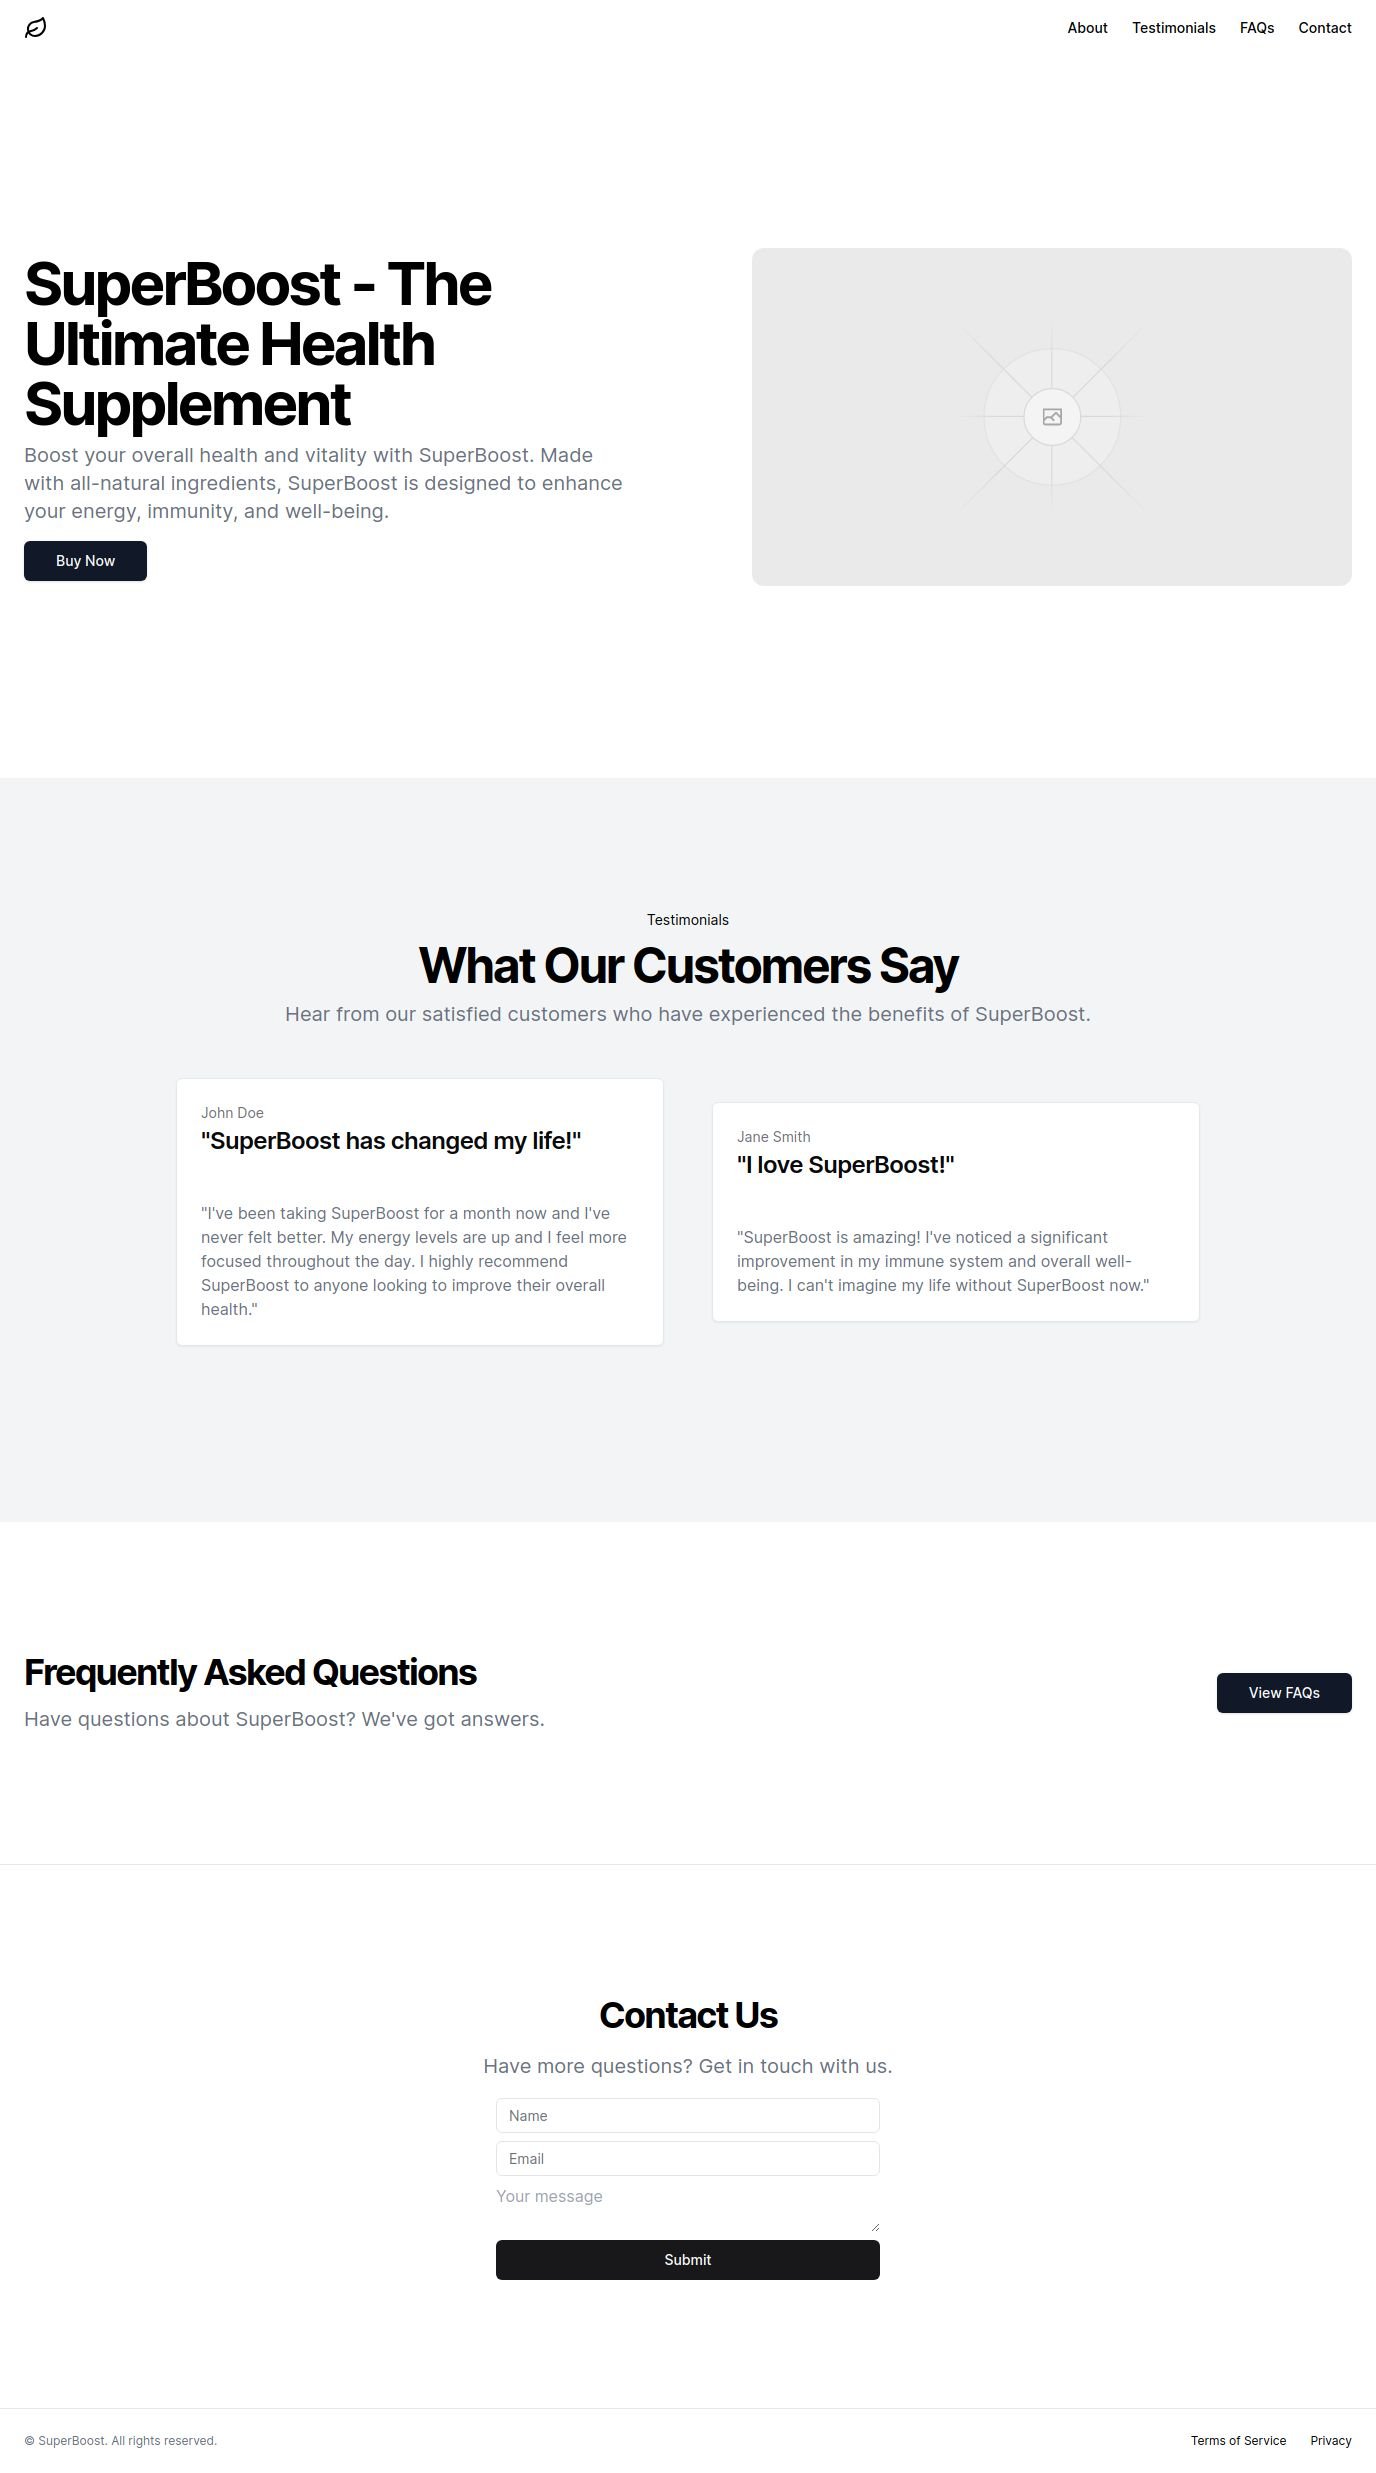 About
Testimonials
FAQs
Contact
SuperBoost - The
Ultimate Health
Supplement
Boost your overall health and vitality with SuperBoost. Made
with all-natural ingredients, SuperBoost is designed to enhance
your energy, immunity, and well-being.
Buy Now
Testimonials
What Our Customers Say
Hear from our satisfied customers who have experienced the benefits of SuperBoost.
John Doe
"SuperBoost has changed my life!"
"I've been taking SuperBoost for a month now and I've
never felt better. My energy levels are up and I feel more
focused throughout the day. I highly recommend
SuperBoost to anyone looking to improve their overall
health."
Jane Smith
"I love SuperBoost!"
"SuperBoost is amazing! I've noticed a significant
improvement in my immune system and overall well-
being. I can't imagine my life without SuperBoost now."
Frequently Asked Questions
Have questions about SuperBoost? We've got answers.
View FAQs
Contact Us
Have more questions? Get in touch with us.
Name
Email
Your message
Submit
© SuperBoost. All rights reserved.
Terms of Service
Privacy